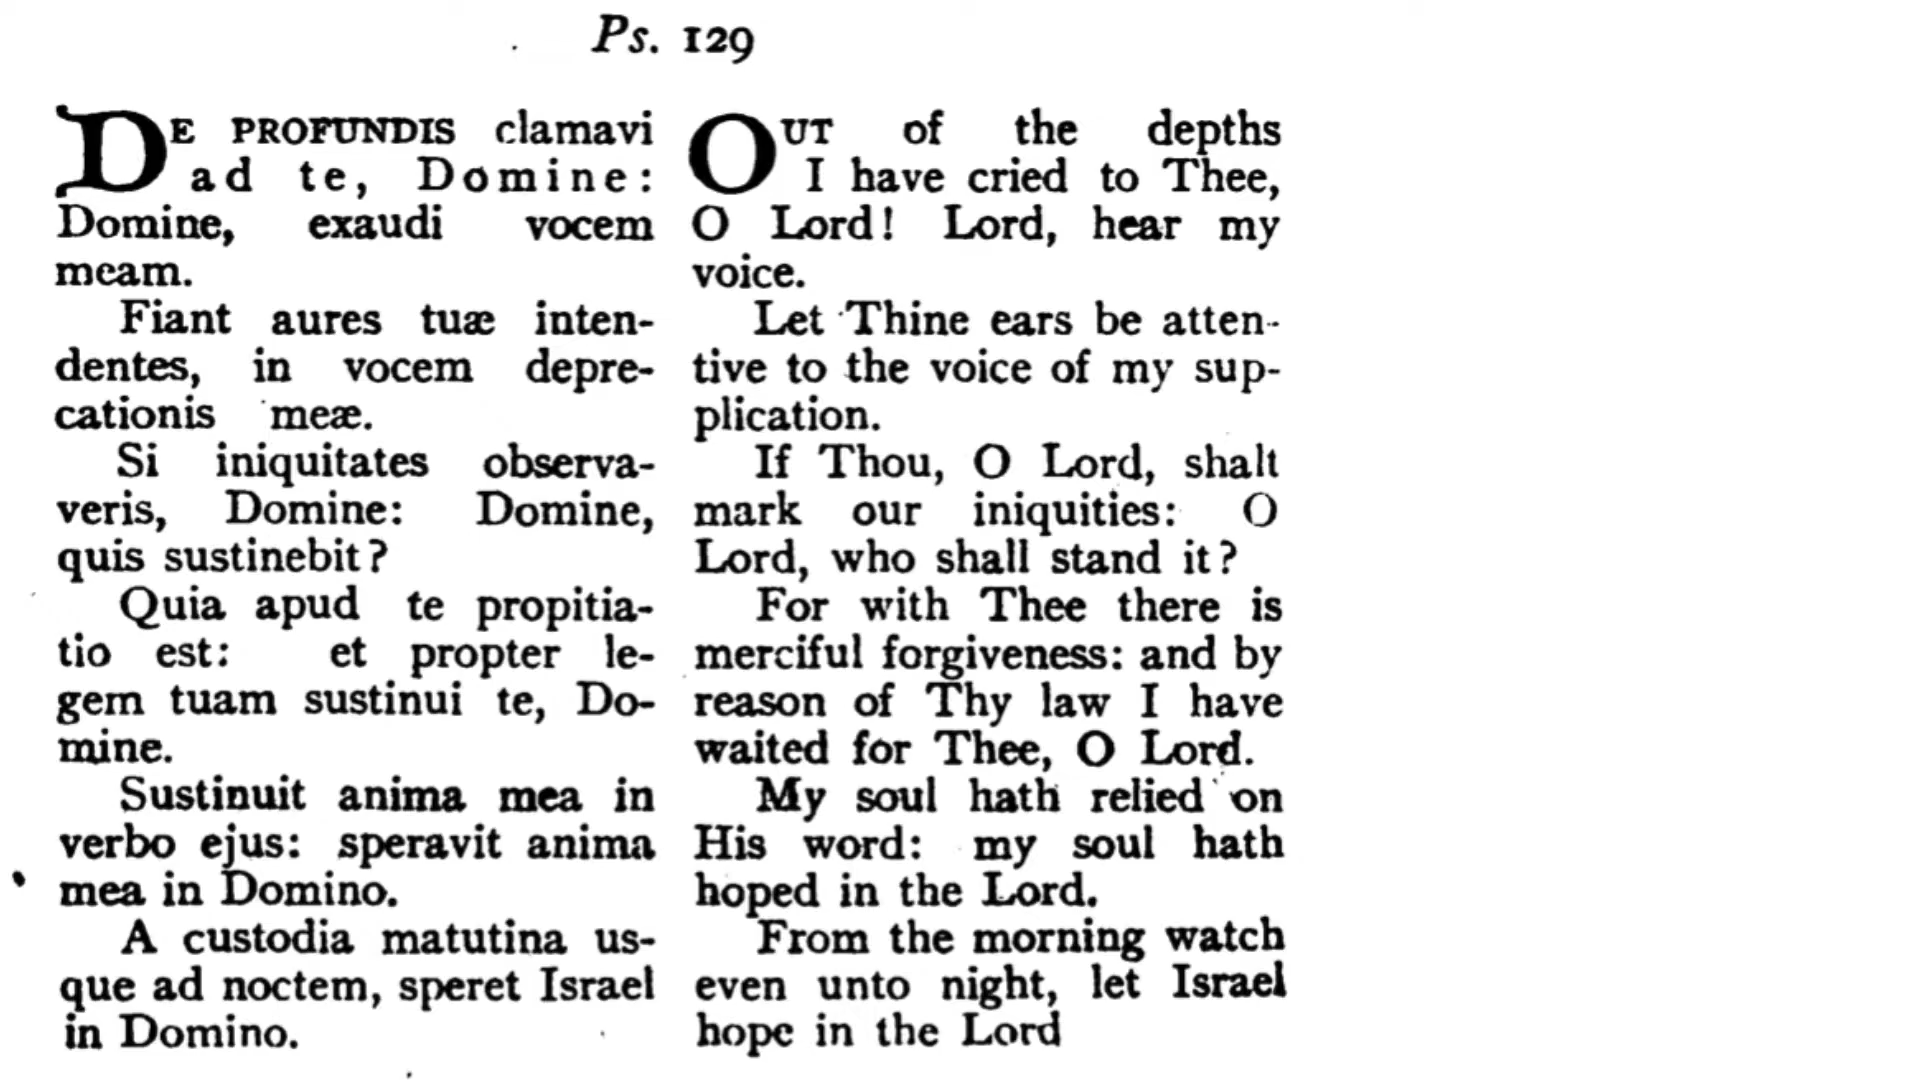 Ps. 129
DE PROFUNDIS clamavi
ad te, Domine:
Domine, exaudi vocem
meam.
Fiant aures tuæ inten-
dentes, in vocem depre-
cationis meæ.
Si iniquitates observa-
veris, Domine: Domine,
quis sustinebit?
Quia apud te propitia-
tio est: et propter le-
gem tuam sustinui te, Do-
mine.
Sustinuit anima mea in
verbo ejus: speravit anima
mea in Domino.
A custodia matutina us-
que ad noctem, speret Israel
in Domino.
OUT of the depths
I have cried to Thee,
O Lord! Lord, hear my
voice.
Let Thine ears be atten-
tive to the voice of my sup-
plication.
If Thou, O Lord, shalt
mark our iniquities: O
Lord, who shall stand it?
For with Thee there is
merciful forgiveness: and by
reason of Thy law I have
waited for Thee, O Lord.
My soul hath relied on
His word: my soul hath
hoped in the Lord.
From the morning watch
even unto night, let Israel
hope in the Lord